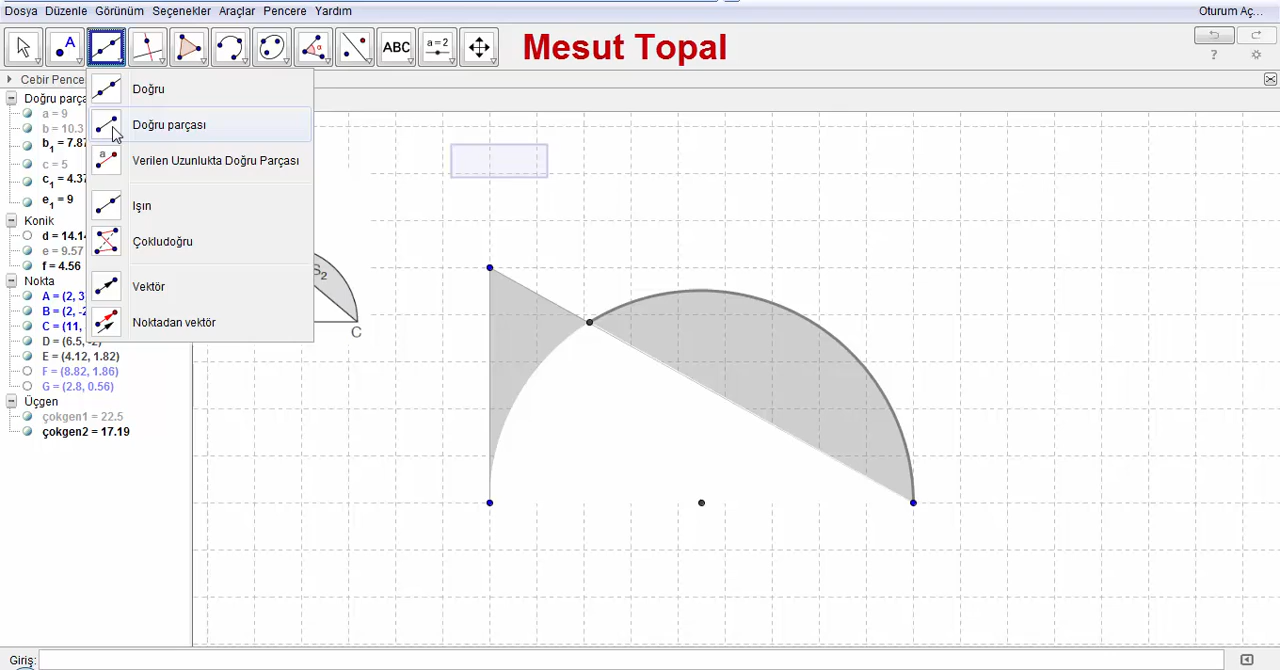 Dosya Düzenle Görünüm Seçenekler Araçlar Pencere Yardım
Oturum Aç...
ABC
a=2
Mesut Topal
Cebir Pence
Doğru parça
a = 9
b = 10.3
b1 = 7.87
c = 5
c1 = 4.37
e1 = 9
Konik
d = 14.14
e = 9.57
f = 4.56
Nokta
A = (2, 3
B = (2, -2
C = (11,
D = (6.5, -2)
E = (4.12, 1.82)
F = (8.82, 1.86)
G = (2.8, 0.56)
Üçgen
çokgen1 = 22.5
çokgen2 = 17.19
Doğru
Doğru parçası
a
Verilen Uzunlukta Doğru Parçası
Işın
Çokludoğru
Vektör
Noktadan vektör
S2
C
Giriş: